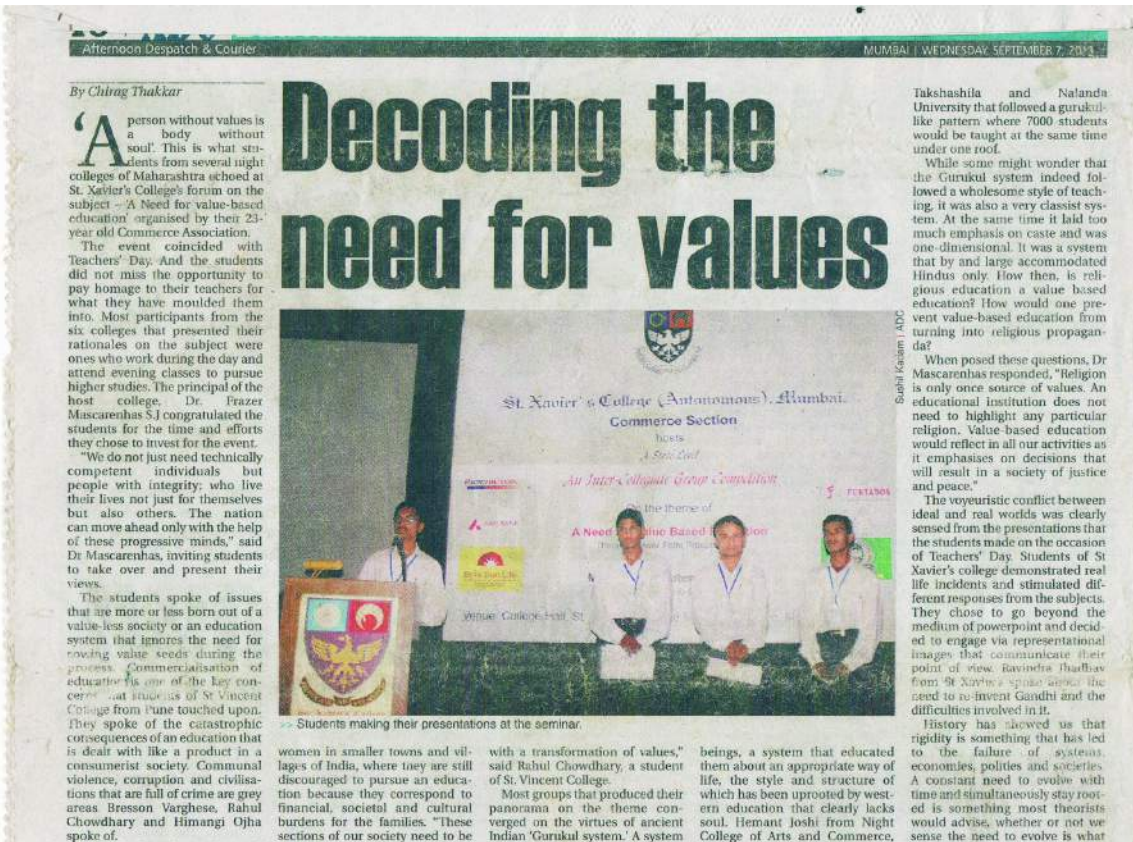 Afternoon Despatch & Courier
MUMBAI | WEDNESDAY, SEPTEMBER 7,
Decoding the
need for values
By Chirag Thakkar
'A person without values is
a body without
soul'. This is what stu-
dents from several night
colleges of Maharashtra echoed at
St. Xavier's College's forum on the
subject – 'A Need for value-based
education' organised by their 23-
year old Commerce Association.
The event coincided with
Teachers' Day. And the students
did not miss the opportunity to
pay homage to their teachers for
what they have moulded them
into. Most participants from the
six colleges that presented their
rationales on the subject were
ones who work during the day and
attend evening classes to pursue
higher studies. The principal of the
host college, Dr. Frazer
Mascarenhas S.J congratulated the
students for the time and efforts
they chose to invest for the event.
"We do not just need technically
competent individuals but
people with integrity; who live
their lives not just for themselves
but also others. The nation
can move ahead only with the help
of these progressive minds," said
Dr Mascarenhas, inviting students
to take over and present their
views.
The students spoke of issues
that are more or less born out of a
value-less society or an education
system that ignores the need for
sowing value seeds during the
process. Commercialisation of
education is one of the key con-
students of St Vincent
College from Pune touched upon.
They spoke of the catastrophic
consequences of an education that
is dealt with like a product in a
consumerist society. Communal
violence, corruption and civilisa-
tions that are full of crime are grey
areas Bresson Varghese, Rahul
Chowdhary and Himangi Ojha
spoke of.
St. Xavier's College (Autonomous), Mumbai.
Commerce Section
hosts
A State Level
An Inter-Collegiate Group Competition
On the theme of
A Need Value Based
FURTADOS
Venue: College Hall, St.
Sushil Kadam | ADC
>> Students making their presentations at the seminar.
women in smaller towns and vil-
lages of India, where they are still
discouraged to pursue an educa-
tion because they correspond to
financial, societal and cultural
burdens for the families. "These
sections of our society need to be
with a transformation of values,"
said Rahul Chowdhary, a student
of St. Vincent College.
Most groups that produced their
panorama on the theme con-
verged on the virtues of ancient
Indian 'Gurukul system.' A system
beings, a system that educated
them about an appropriate way of
life, the style and structure of
which has been uprooted by west-
ern education that clearly lacks
soul. Hemant Joshi from Night
College of Arts and Commerce,
Takshashila and Nalanda
University that followed a gurukul-
like pattern where 7000 students
would be taught at the same time
under one roof.
While some might wonder that
the Gurukul system indeed fol-
lowed a wholesome style of teach-
ing, it was also a very classist sys-
tem. At the same time it laid too
much emphasis on caste and was
one-dimensional. It was a system
that by and large accommodated
Hindus only. How then, is reli-
gious education a value based
education? How would one pre-
vent value-based education from
turning into religious propagan-
da?
When posed these questions, Dr
Mascarenhas responded, "Religion
is only once source of values. An
educational institution does not
need to highlight any particular
religion. Value-based education
would reflect in all our activities as
it emphasises on decisions that
will result in a society of justice
and peace."
The voyeuristic conflict between
ideal and real worlds was clearly
sensed from the presentations that
the students made on the occasion
of Teachers' Day. Students of St
Xavier's college demonstrated real
life incidents and stimulated dif-
ferent responses from the subjects.
They chose to go beyond the
medium of powerpoint and decid-
ed to engage via representational
images that communicate their
point of view. Ravindra
from St Xavier's spoke about the
need to re-invent Gandhi and the
difficulties involved in it.
History has showed us that
rigidity is something that has led
to the failure of systems,
economies, polities and societies.
A constant need to evolve with
time and simultaneously stay root-
ed is something most theorists
would advise, whether or not we
sense the need to evolve is what